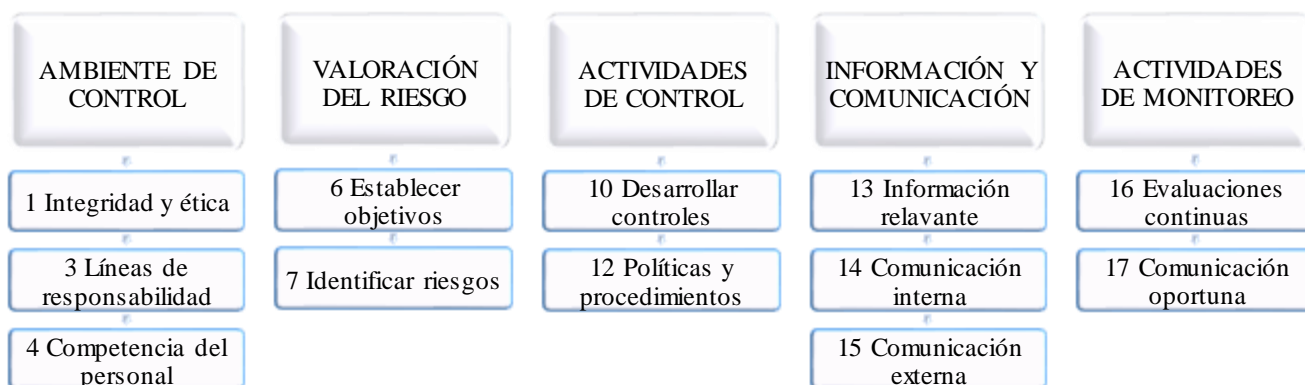 AMBIENTE DE
CONTROL
1 Integridad y ética
3 Líneas de
responsabilidad
4 Competencia del
personal
VALORACIÓN
DEL RIESGO
6 Establecer
objetivos
7 Identificar riesgos
ACTIVIDADES
DE CONTROL
10 Desarrollar
controles
12 Políticas y
procedimientos
INFORMACIÓN Y
COMUNICACIÓN
13 Información
relavante
14 Comunicación
interna
15 Comunicación
externa
ACTIVIDADES
DE MONITOREO
16 Evaluaciones
continuas
17 Comunicación
oportuna